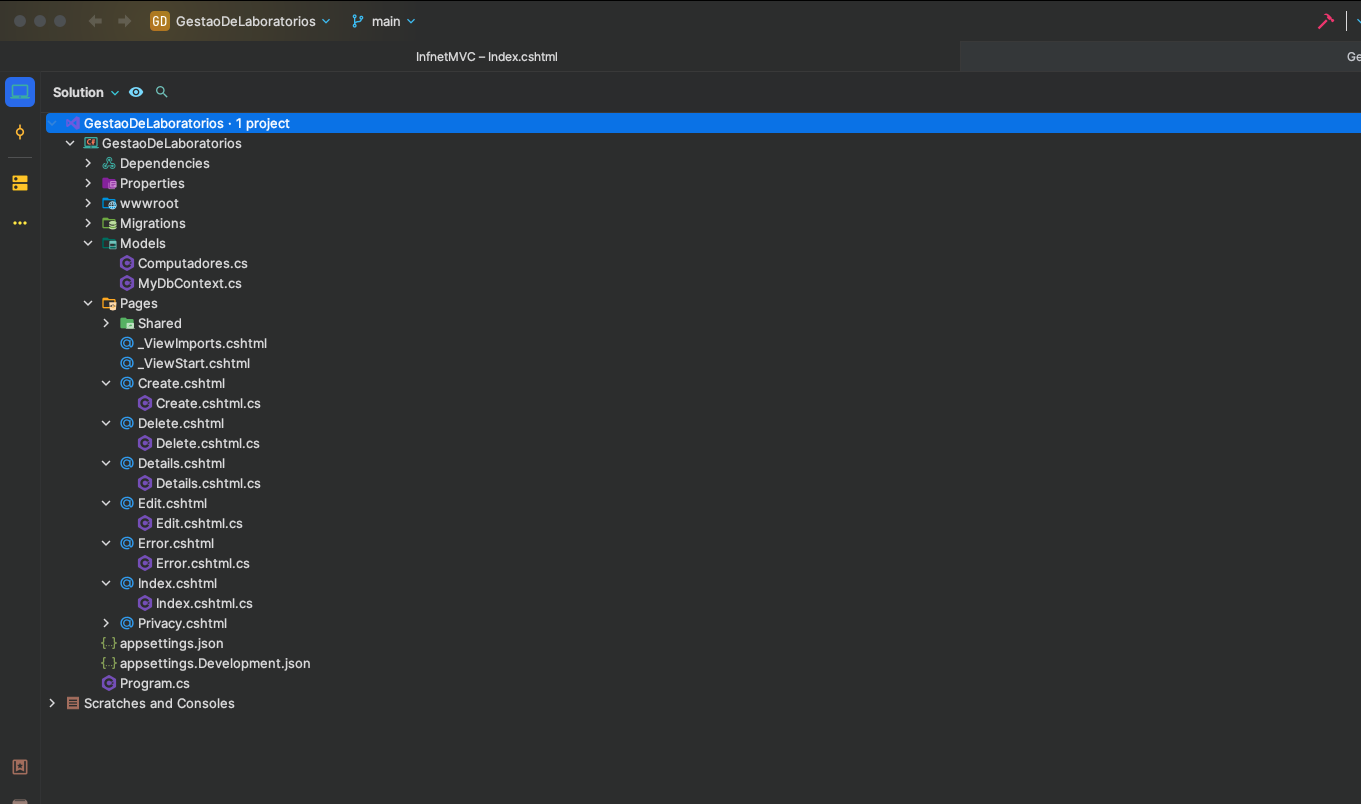 GD GestaoDeLaboratorios main
InfnetMVC – Index.cshtml Ge
Solution
GestaoDeLaboratorios · 1 project
GestaoDeLaboratorios
Dependencies
Properties
wwwroot
Migrations
Models
Computadores.cs
MyDbContext.cs
Pages
Shared
_ViewImports.cshtml
_ViewStart.cshtml
Create.cshtml
Create.cshtml.cs
Delete.cshtml
Delete.cshtml.cs
Details.cshtml
Details.cshtml.cs
Edit.cshtml
Edit.cshtml.cs
Error.cshtml
Error.cshtml.cs
Index.cshtml
Index.cshtml.cs
Privacy.cshtml
appsettings.json
appsettings.Development.json
Program.cs
Scratches and Consoles